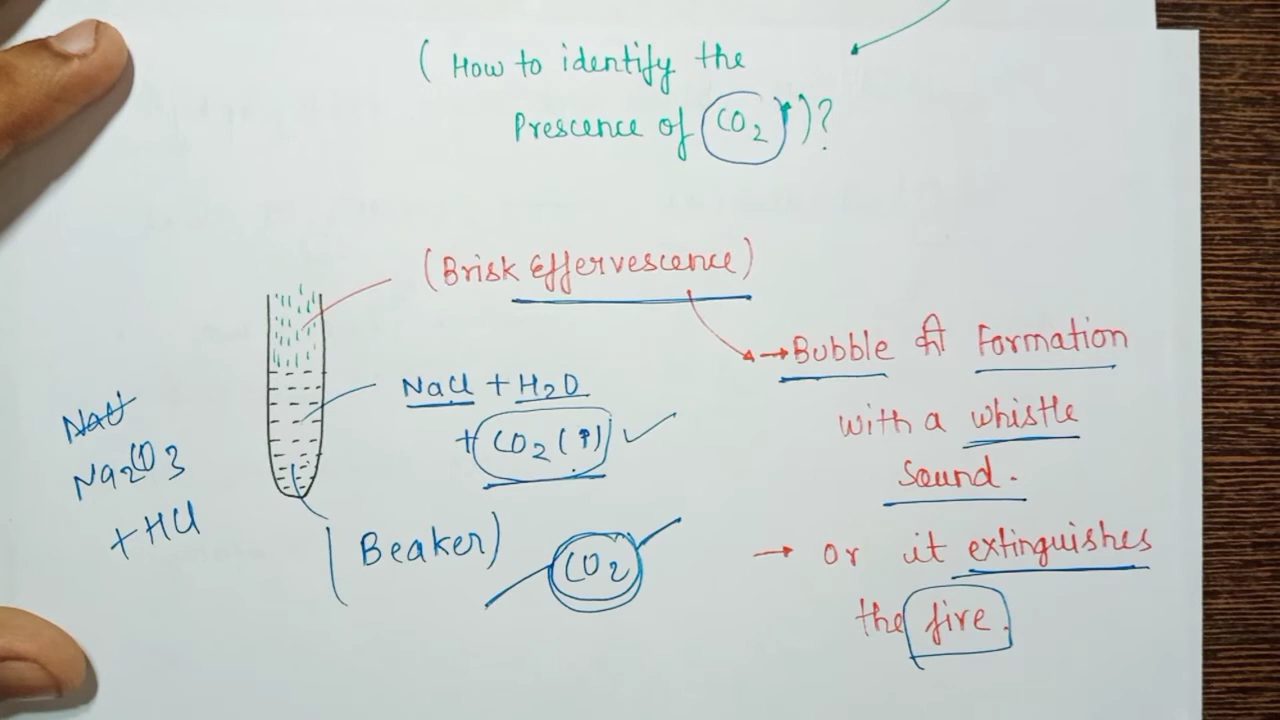 ( How to identify the
Prescence of CO2 ↑)?
(Brisk Effervescence)
→ Bubble की Formation
with a whistle
sound.
→ or it extinguishes
the fire.
NaCl + H2O
+ CO2 (↑)
(Beaker)
CO2
NaCl
Na2CO3
+ HCl